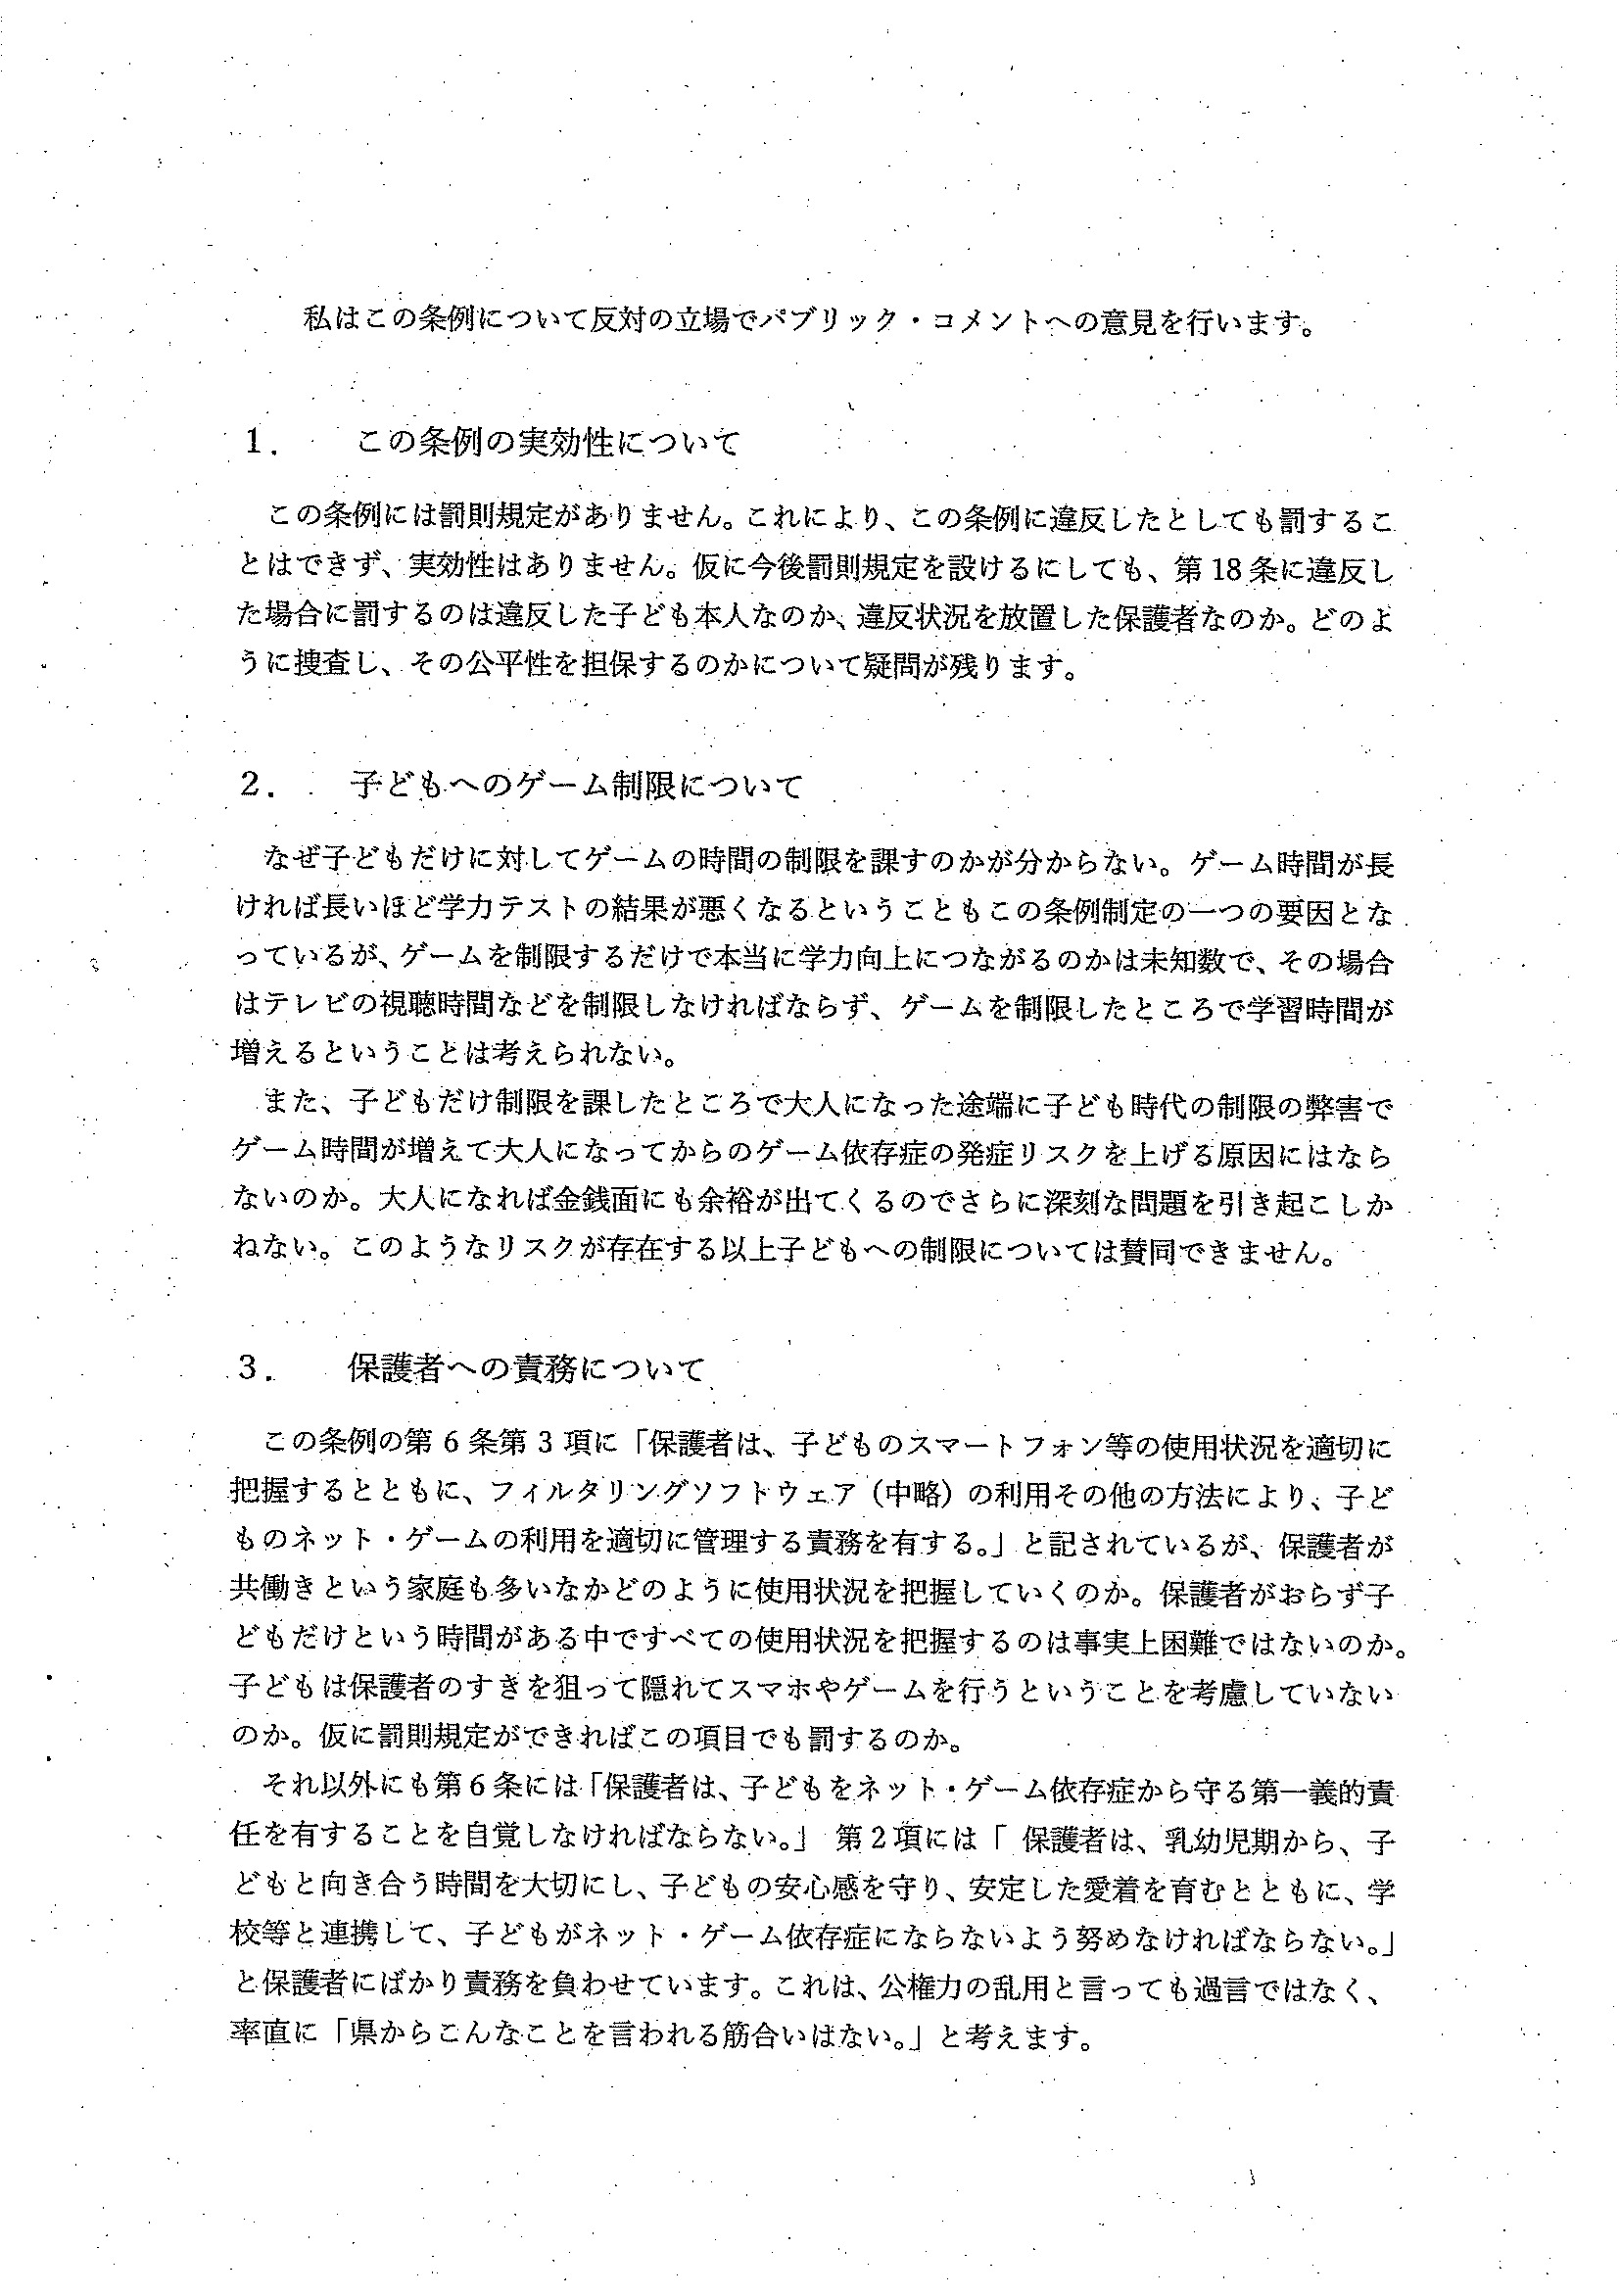 私はこの条例について反対の立場でパブリック・コメントへの意見を行います。
1. この条例の実効性について
この条例には罰則規定がありません。これにより、この条例に違反したとしても罰するこ
とはできず、実効性はありません。仮に今後罰則規定を設けるにしても、第18条に違反し
た場合に罰するのは違反した子ども本人なのか、違反状況を放置した保護者なのか。どのよ
うに捜査し、その公平性を担保するのかについて疑問が残ります。
2. 子どもへのゲーム制限について
なぜ子どもだけに対してゲームの時間の制限を課すのかが分からない。ゲーム時間が長
ければ長いほど学力テストの結果が悪くなるということもこの条例制定の一つの要因とな
っているが、ゲームを制限するだけで本当に学力向上につながるのかは未知数で、その場合
はテレビの視聴時間などを制限しなければならず、ゲームを制限したところで学習時間が
増えるということは考えられない。
また、子どもだけ制限を課したところで大人になった途端に子ども時代の制限の弊害で
ゲーム時間が増えて大人になってからのゲーム依存症の発症リスクを上げる原因にはなら
ないのか。大人になれば金銭面にも余裕が出てくるのでさらに深刻な問題を引き起こしか
ねない。このようなリスクが存在する以上子どもへの制限については賛同できません。
3. 保護者への責務について
この条例の第6条第3項に「保護者は、子どものスマートフォン等の使用状況を適切に
把握するとともに、フィルタリングソフトウェア（中略）の利用その他の方法により、子ど
ものネット・ゲームの利用を適切に管理する責務を有する。」と記されているが、保護者が
共働きという家庭も多いなかどのように使用状況を把握していくのか。保護者がおらず子
どもだけという時間がある中ですべての使用状況を把握するのは事実上困難ではないのか。
子どもは保護者のすきを狙って隠れてスマホやゲームを行うということを考慮していない
のか。仮に罰則規定ができればこの項目でも罰するのか。
それ以外にも第6条には「保護者は、子どもをネット・ゲーム依存症から守る第一義的責
任を有することを自覚しなければならない。」 第2項には「 保護者は、乳幼児期から、子
どもと向き合う時間を大切にし、子どもの安心感を守り、安定した愛着を育むとともに、学
校等と連携して、子どもがネット・ゲーム依存症にならないよう努めなければならない。」
と保護者にばかり責務を負わせています。これは、公権力の乱用と言っても過言ではなく、
率直に「県からこんなことを言われる筋合いはない。」と考えます。